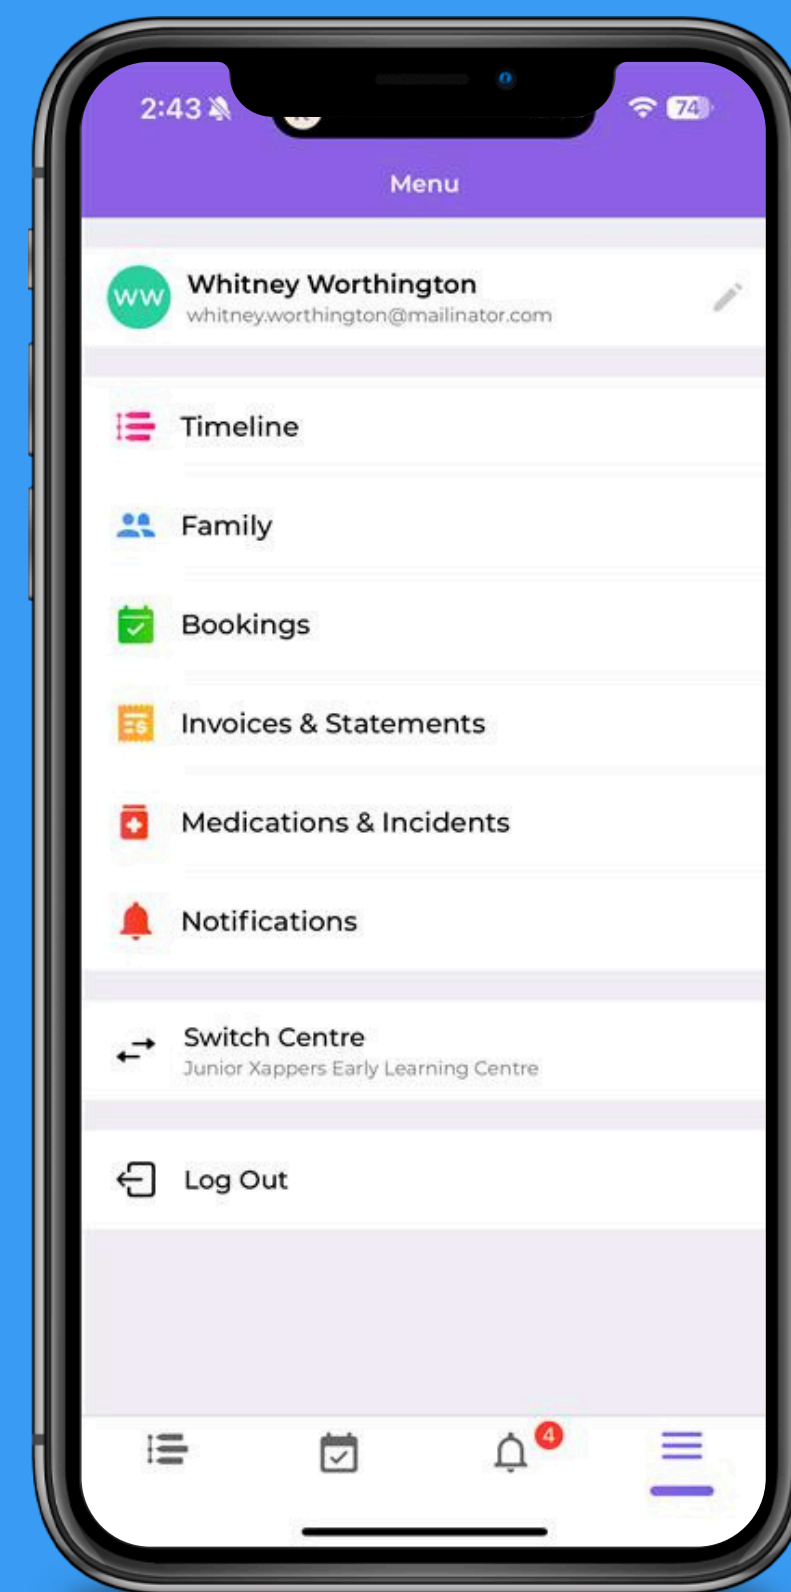 2:43
74
Menu
WW
Whitney Worthington
whitney.worthington@mailinator.com
Timeline
Family
Bookings
Invoices & Statements
Medications & Incidents
Notifications
Switch Centre
Junior Xappers Early Learning Centre
Log Out
4